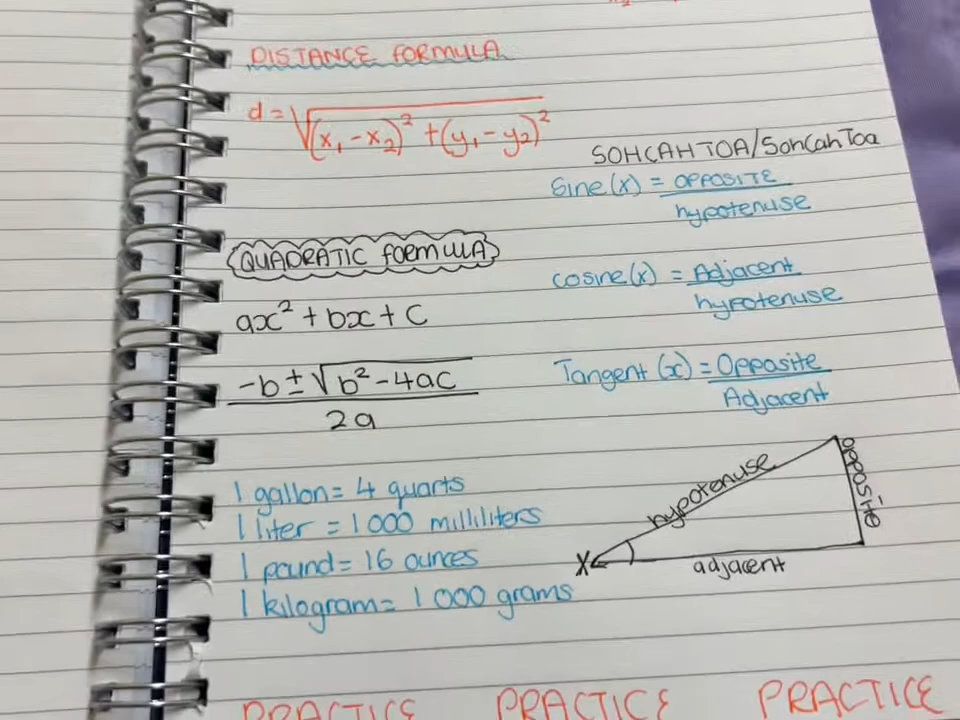 DISTANCE FORMULA
d = √(x₁ - x₂)² + (y₁ - y₂)²
QUADRATIC FORMULA
ax² + bx + c
-b ± √b² - 4ac
2a
1 gallon = 4 quarts
1 liter = 1000 milliliters
1 pound = 16 ounces
1 kilogram = 1000 grams
SOHCAHTOA/SohCahToa
Sine (x) = OPPOSITE
hypotenuse
cosine (x) = Adjacent
hypotenuse
Tangent (x) = Opposite
Adjacent
hypotenuse
opposite
X
adjacent
PRACTICE PRACTICE PRACTICE